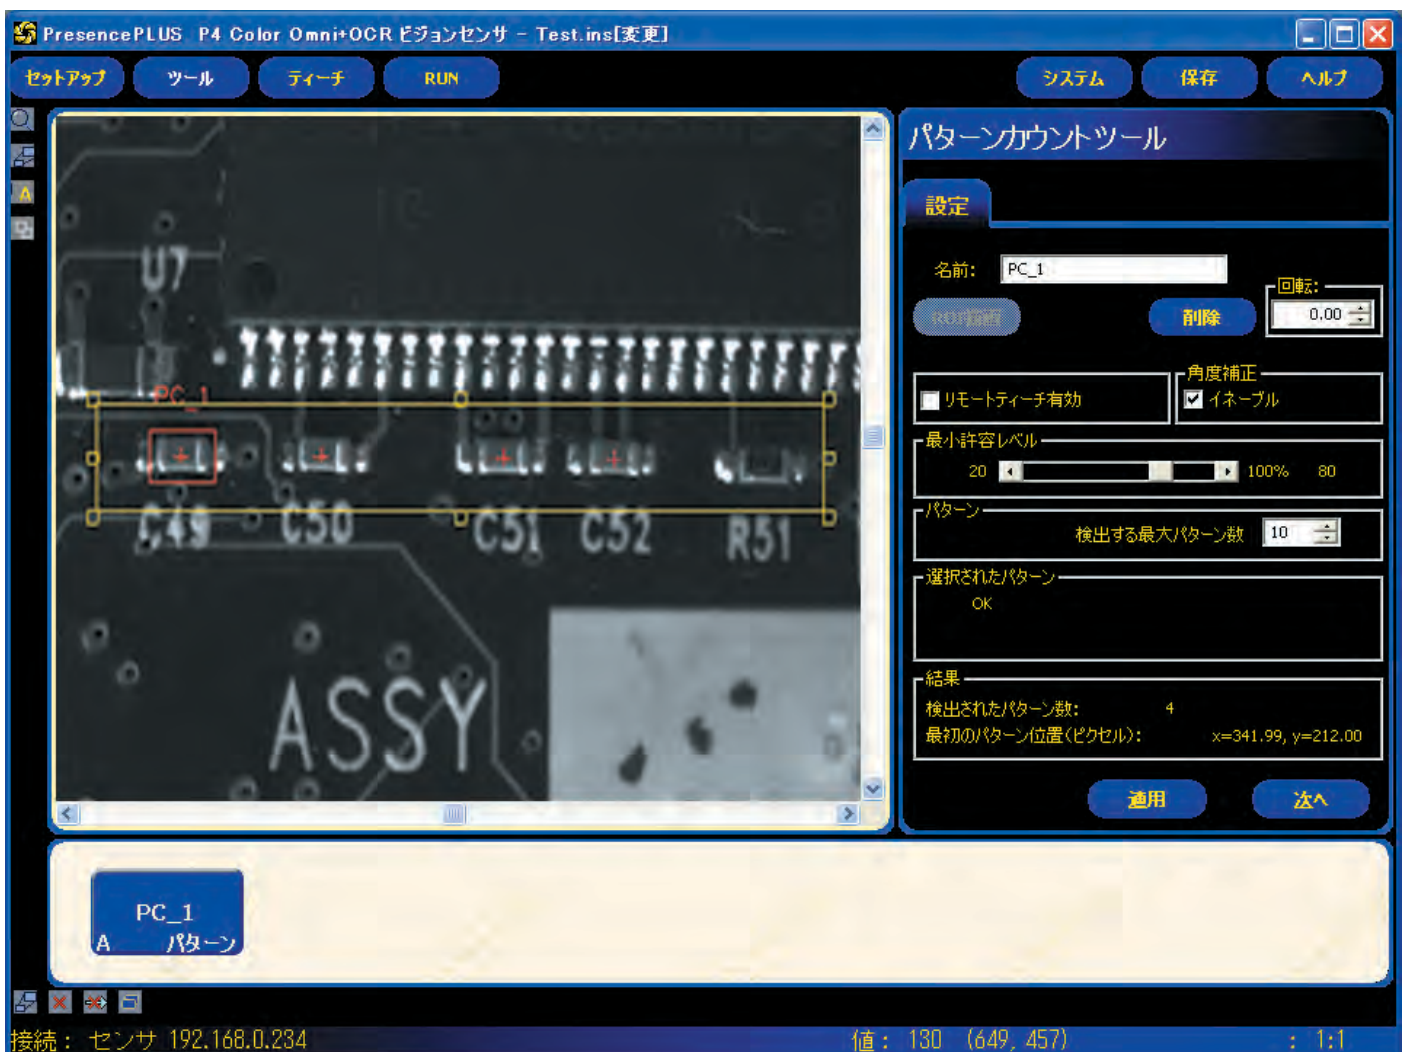 PresencePLUS P4 Color Omni+OCR ビジョンセンサ - Test.ins[変更]
セットアップ ツール ティーチ RUN システム 保存 ヘルプ
パターンカウントツール
設定
名前: PC_1
回転:
削除 0.00
リモートティーチ有効
角度補正
イネーブル
最小許容レベル
20 100% 80
パターン
検出する最大パターン数 10
選択されたパターン
OK
結果
検出されたパターン数: 4
最初のパターン位置(ピクセル): x=341.99, y=212.00
適用 次へ
U7
PC_1
C49 C50 C51 C52 R51
ASSY
PC_1
A パターン
接続: センサ 192.168.0.234 値: 130 (649, 457) : 1:1